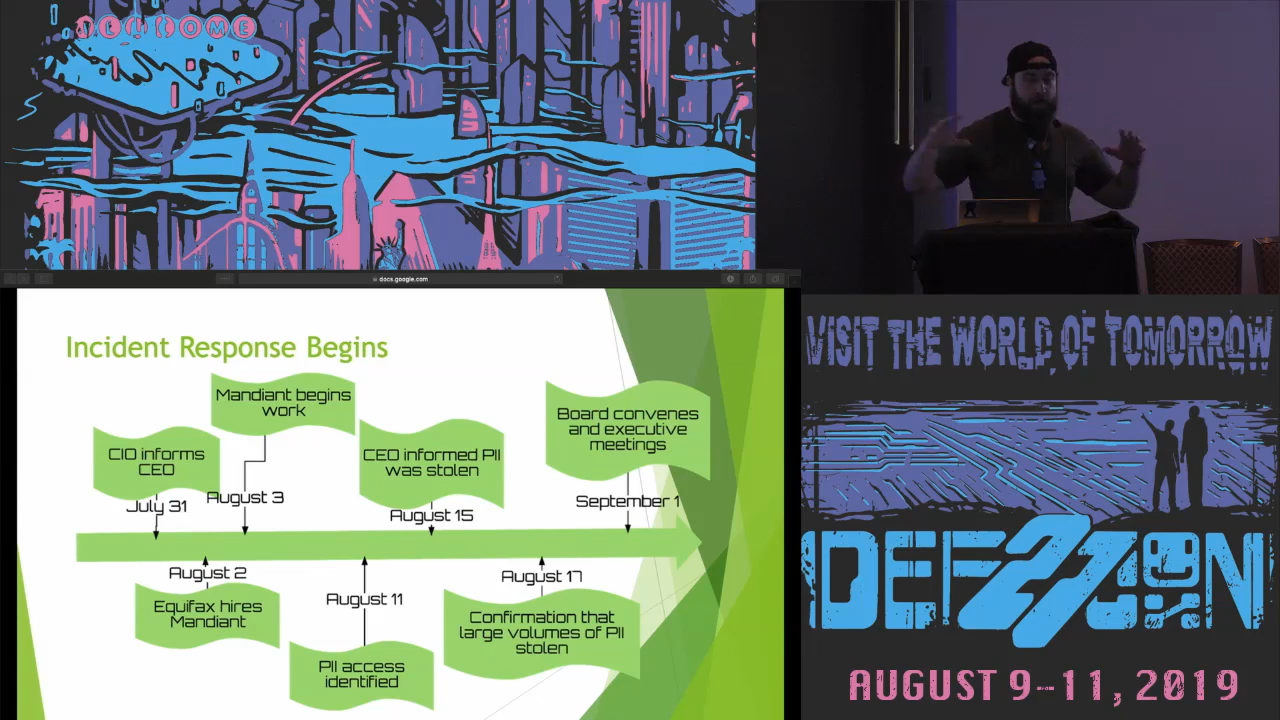 WELCOME
docs.google.com
Incident Response Begins
Mandiant begins
work
CIO informs
CEO
CEO informed PII
was stolen
Board convenes
and executive
meetings
July 31
August 3
August 15
September 1
August 2
August 11
August 17
Equifax hires
Mandiant
PII access
identified
Confirmation that
large volumes of PII
stolen
VISIT THE WORLD OF TOMORROW
DEF27CON
AUGUST 9-11, 2019